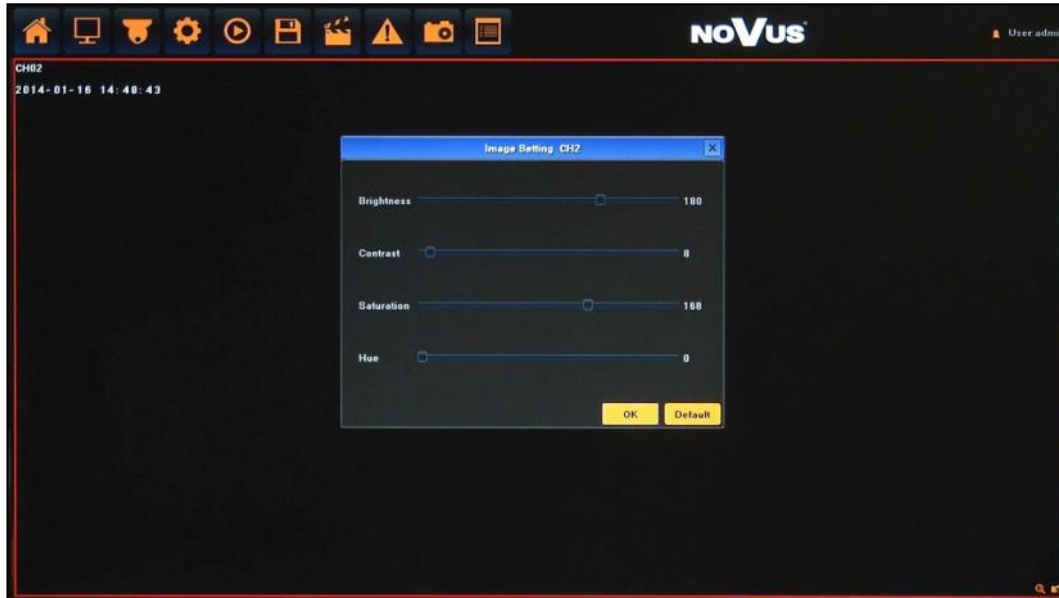 NOVUS
User:admi
CH02
2014-01-16 14:48:43
Image Setting CH2
Brightness 180
Contrast 8
Saturation 168
Hue 0
OK Default